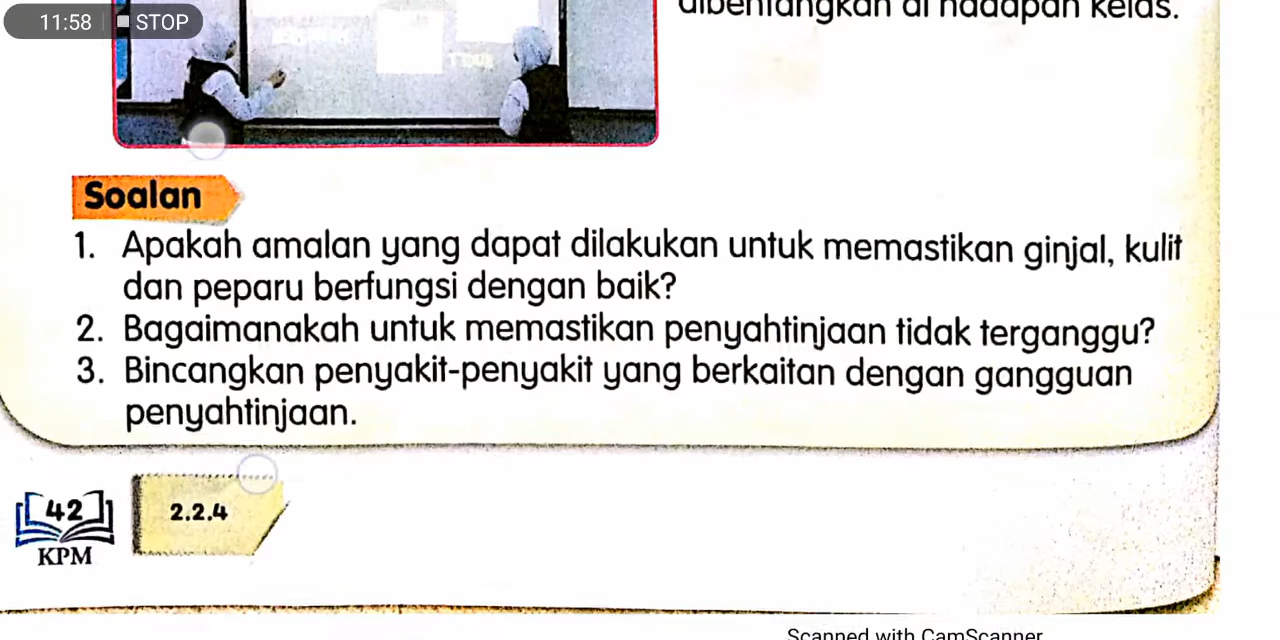 11:58 STOP
dibentangkan di hadapan kelas.
Soalan
1. Apakah amalan yang dapat dilakukan untuk memastikan ginjal, kulit
dan peparu berfungsi dengan baik?
2. Bagaimanakah untuk memastikan penyahtinjaan tidak terganggu?
3. Bincangkan penyakit-penyakit yang berkaitan dengan gangguan
penyahtinjaan.
42
KPM
2.2.4
Scanned with CamScanner